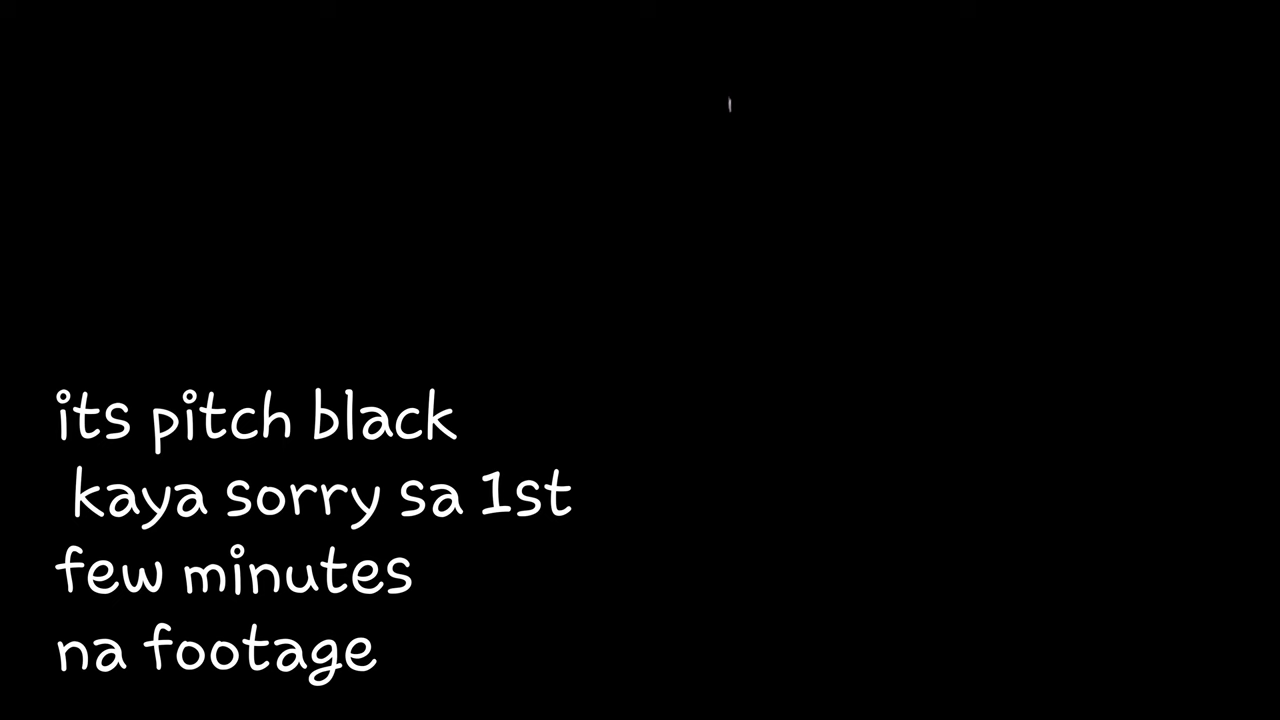 its pitch black
kaya sorry sa 1st
few minutes
na footage